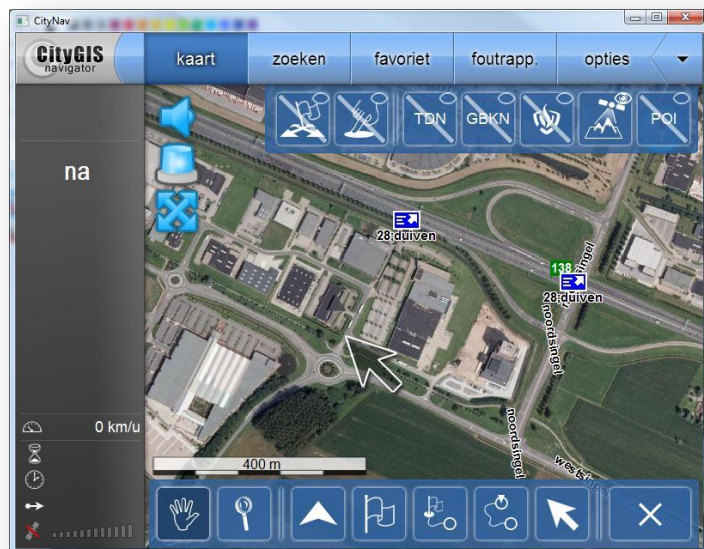 CityNav
CityGIS
navigator
kaart
zoeken
favoriet
foutrapp.
opties
TDN
GBKN
POI
na
28;duiven
138
28;duiven
noordsingel
noordsingel
0 km/u
400 m